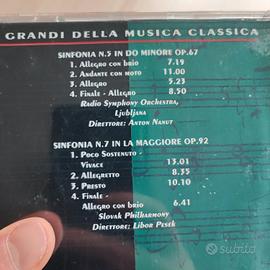 GRANDI DELLA MUSICA CLASSICA
SINFONIA N.5 IN DO MINORE OP.67
1. Allegro con brio 7.19
2. Andante con moto 11.00
3. Allegro 5.23
4. Finale - Allegro 8.50
Radio Symphony Orchestra,
Ljubljana
Direttore: Anton Nanut
SINFONIA N.7 IN LA MAGGIORE OP.92
1. Poco Sostenuto -
Vivace 13.01
2. Allegretto 8.35
3. Presto 10.10
4. Finale -
Allegro con brio 6.41
Slovak Philharmony
Direttore: Libor Pesek
subito